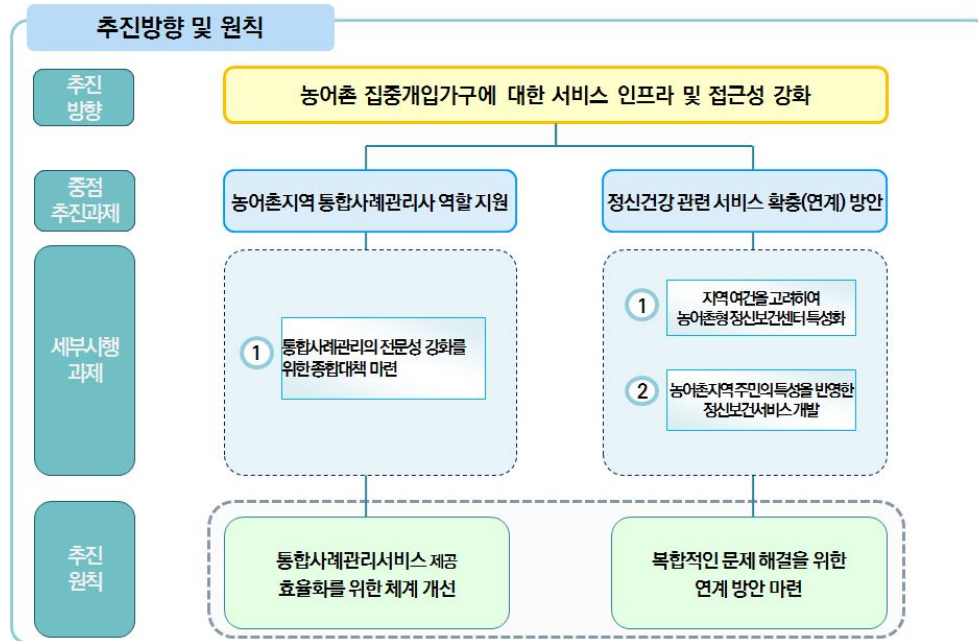 추진방향 및 원칙
추진
방향
농어촌 집중개입가구에 대한 서비스 인프라 및 접근성 강화
중점
추진과제
농어촌지역 통합사례관리사 역할 지원
정신건강 관련 서비스 확충(연계) 방안
세부시행
과제
1
통합사례관리의 전문성 강화를
위한 종합대책 마련
1
지역 여건을 고려하여
농어촌형 정신보건센터 특성화
2
농어촌지역 주민의 특성을 반영한
정신보건서비스 개발
추진
원칙
통합사례관리서비스 제공
효율화를 위한 체계 개선
복합적인 문제 해결을 위한
연계 방안 마련